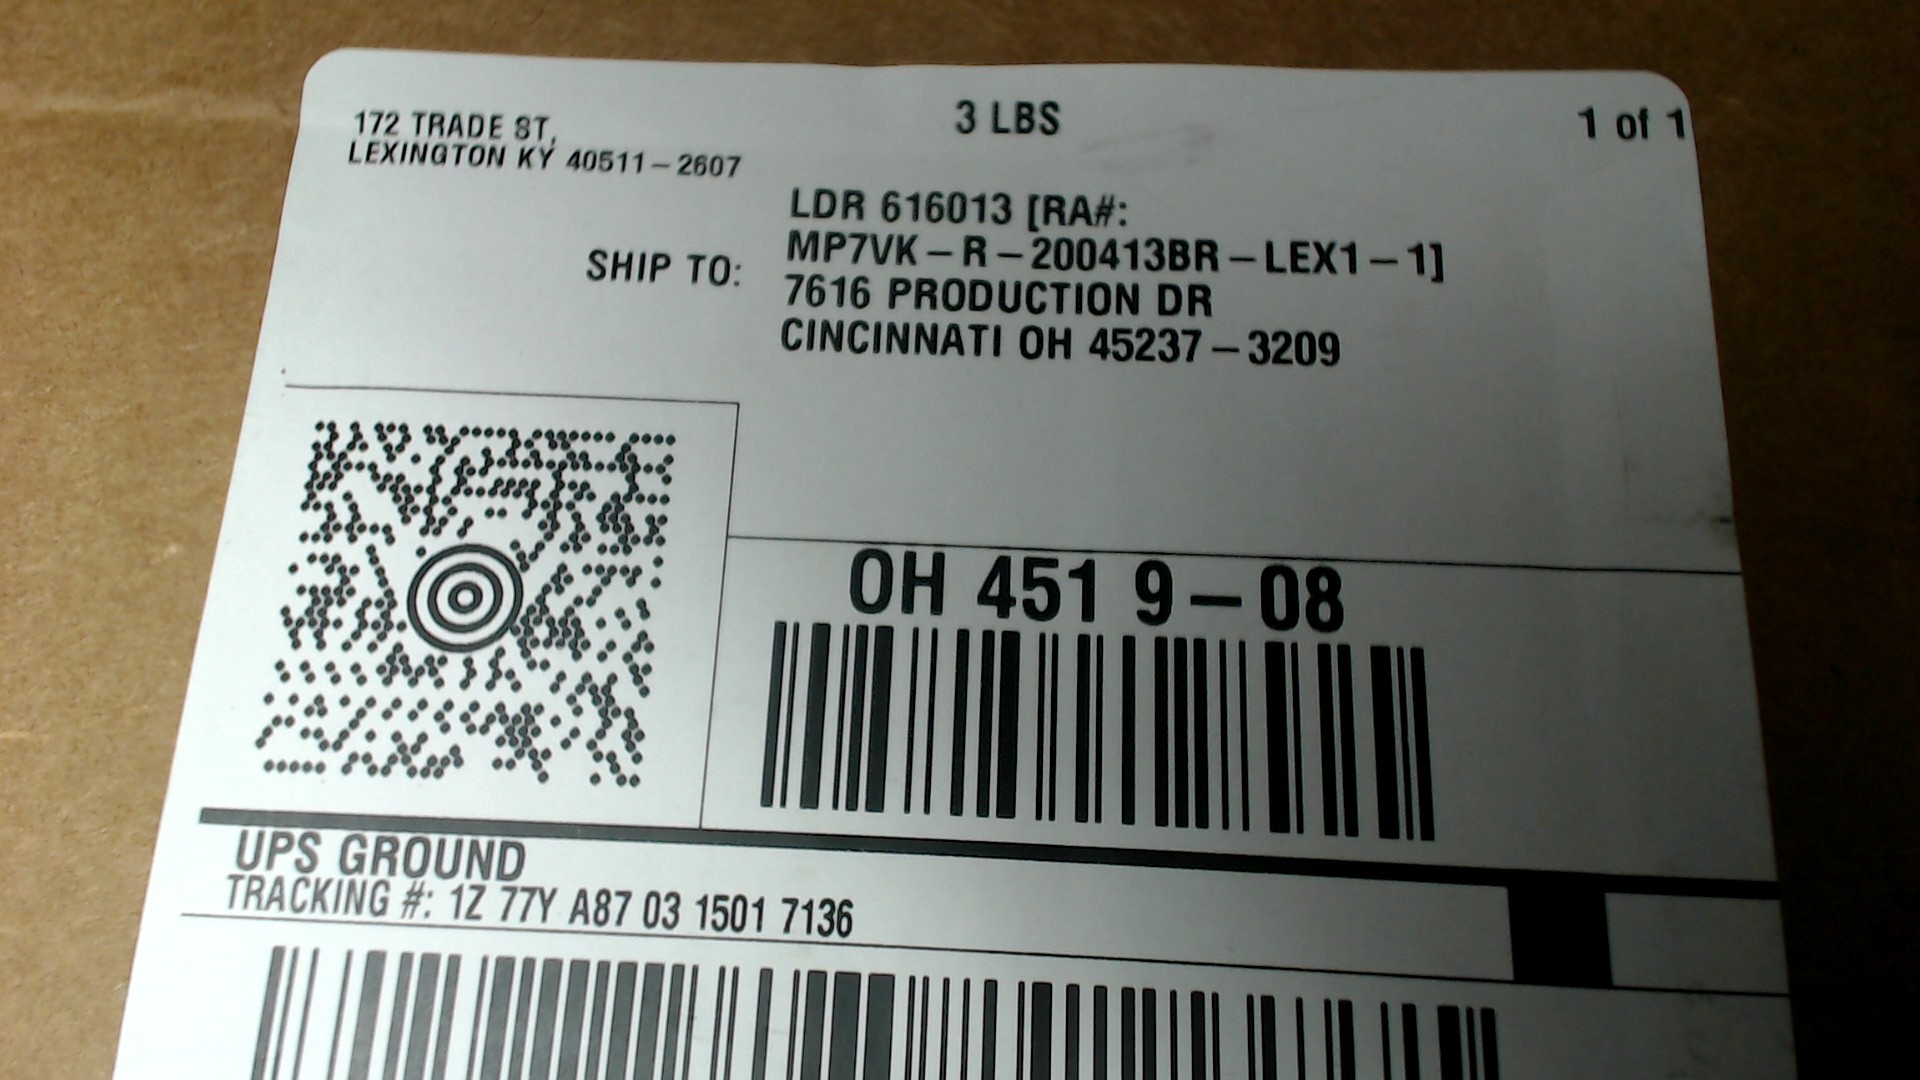 172 TRADE ST,
LEXINGTON KY 40511-2607
3 LBS
1 of 1
SHIP TO:
LDR 616013 [RA#:
MP7VK-R-200413BR-LEX1-1]
7616 PRODUCTION DR
CINCINNATI OH 45237-3209
OH 451 9-08
UPS GROUND
TRACKING #: 1Z 77Y A87 03 1501 7136